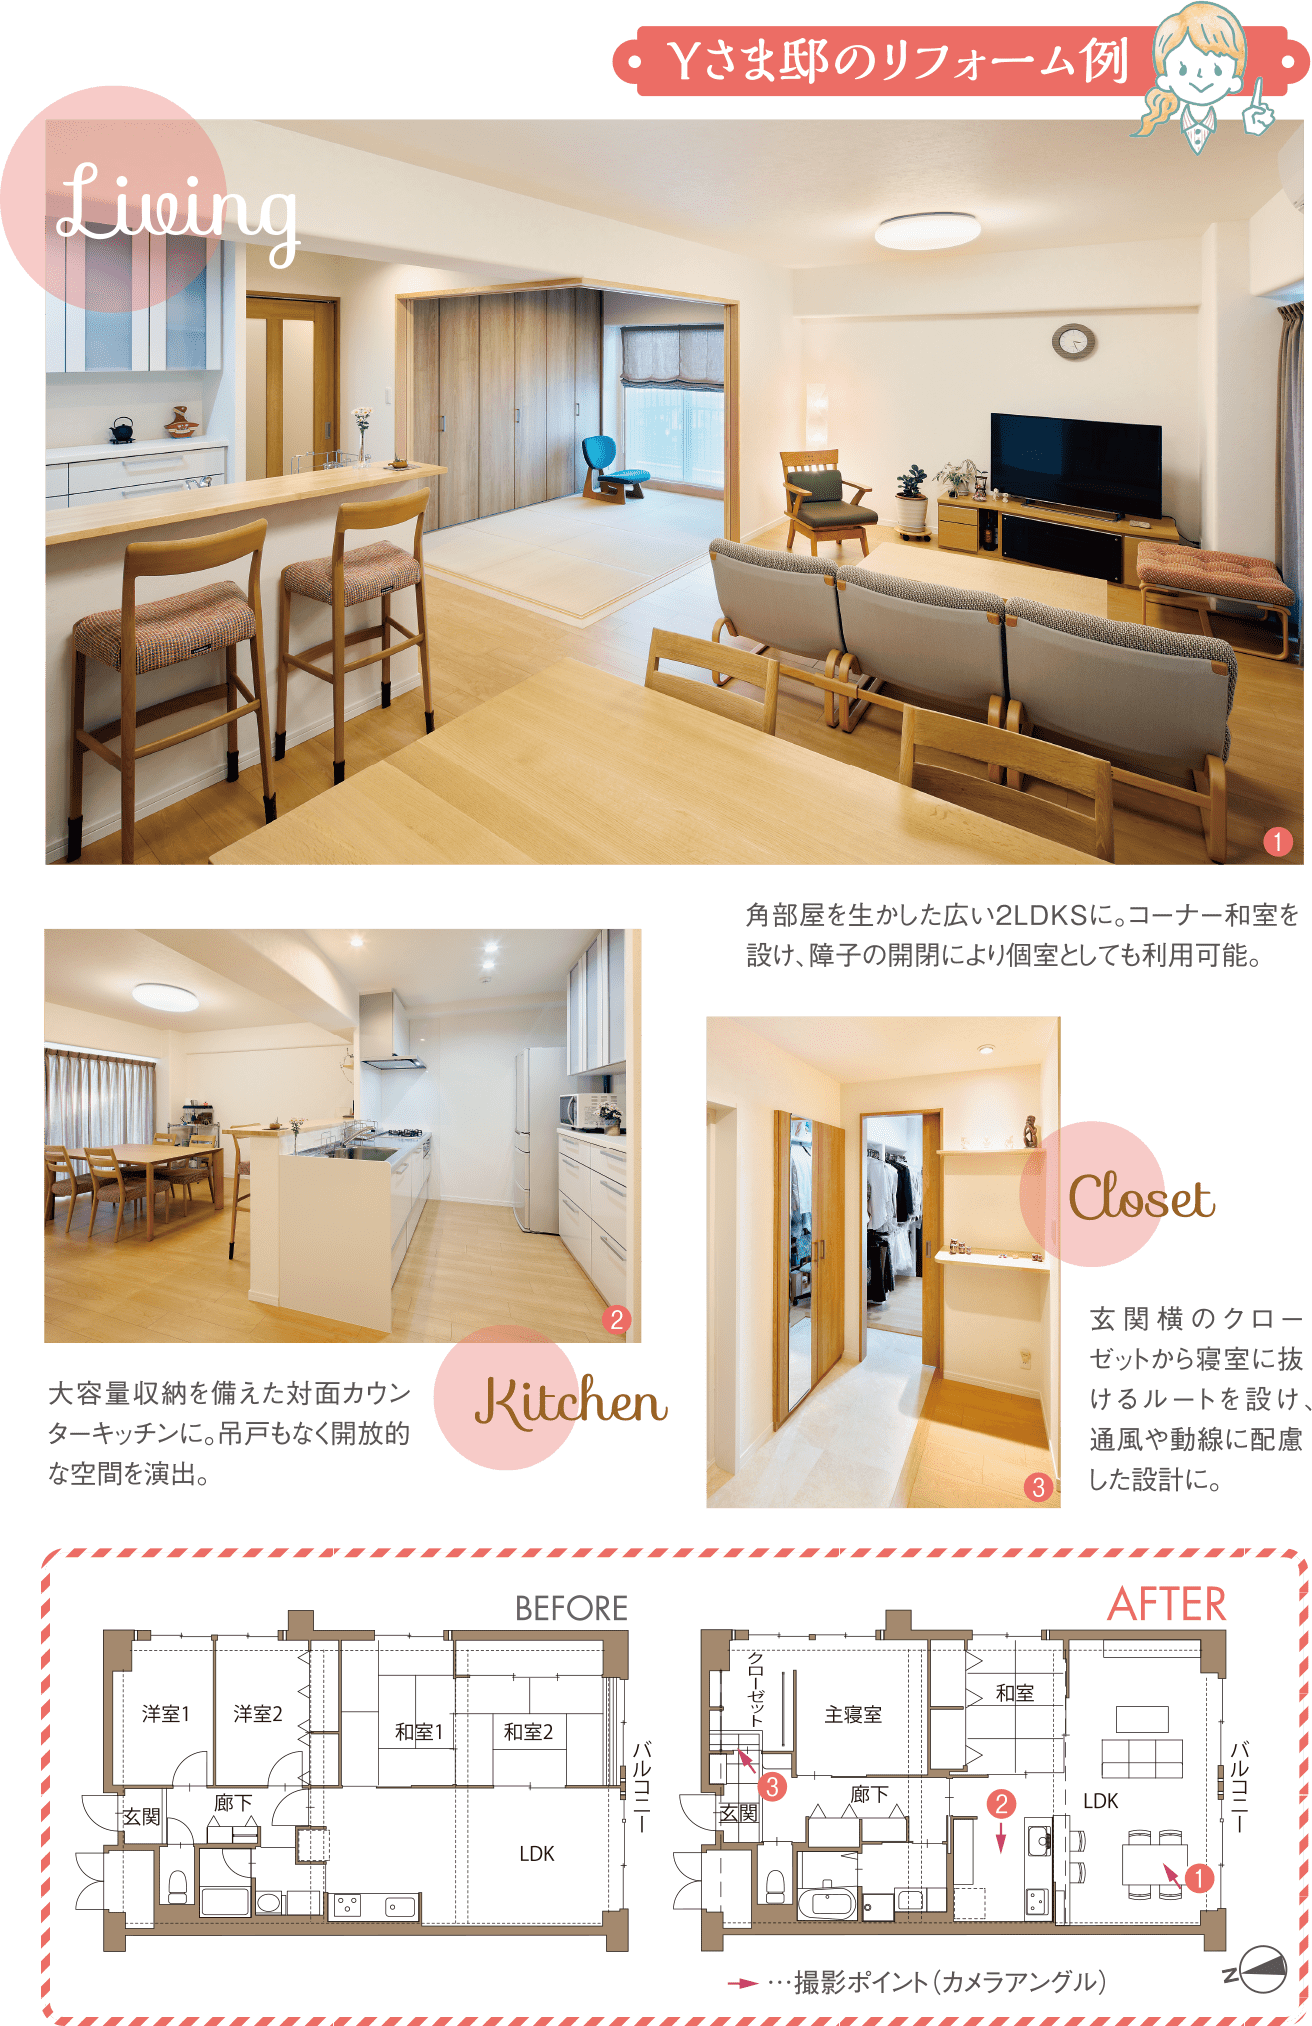 Yさま邸のリフォーム例
Living
1
角部屋を生かした広い2LDKSに。コーナー和室を
設け、障子の開閉により個室としても利用可能。
2
大容量収納を備えた対面カウン
ターキッチンに。吊戸もなく開放的
な空間を演出。
Kitchen
3
Closet
玄関横のクロー
ゼットから寝室に抜
けるルートを設け、
通風や動線に配慮
した設計に。
BEFORE
洋室1
洋室2
和室1
和室2
バルコニー
玄関
廊下
LDK
AFTER
クローゼット
主寝室
和室
バルコニー
3
玄関
廊下
2
LDK
1
…撮影ポイント（カメラアングル）
N